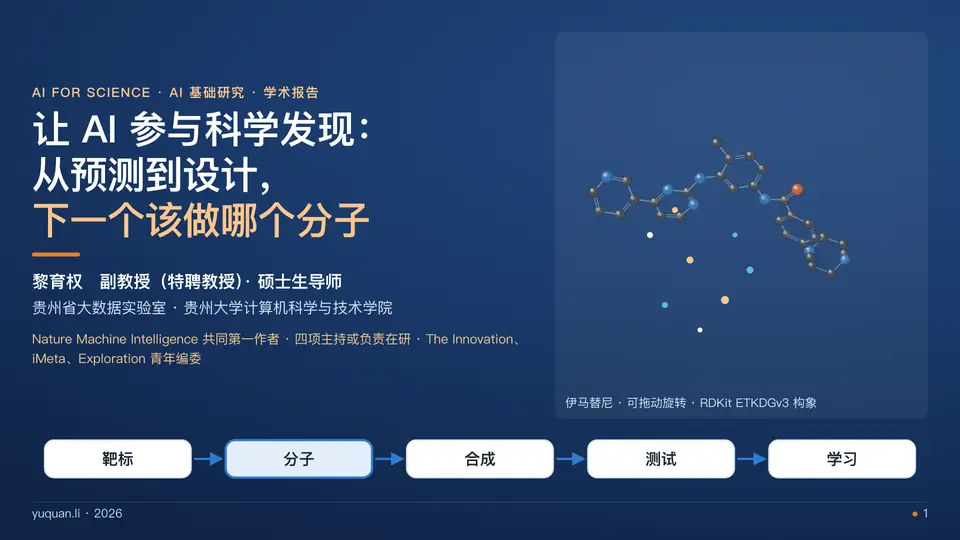 AI FOR SCIENCE · AI 基础研究 · 学术报告
让 AI 参与科学发现：
从预测到设计，
下一个该做哪个分子
黎育权　副教授（特聘教授）· 硕士生导师
贵州省大数据实验室 · 贵州大学计算机科学与技术学院
Nature Machine Intelligence 共同第一作者 · 四项主持或负责在研 · The Innovation、
iMeta、Exploration 青年编委
伊马替尼 · 可拖动旋转 · RDKit ETKDGv3 构象
靶标
分子
合成
测试
学习
yuquan.li · 2026
1